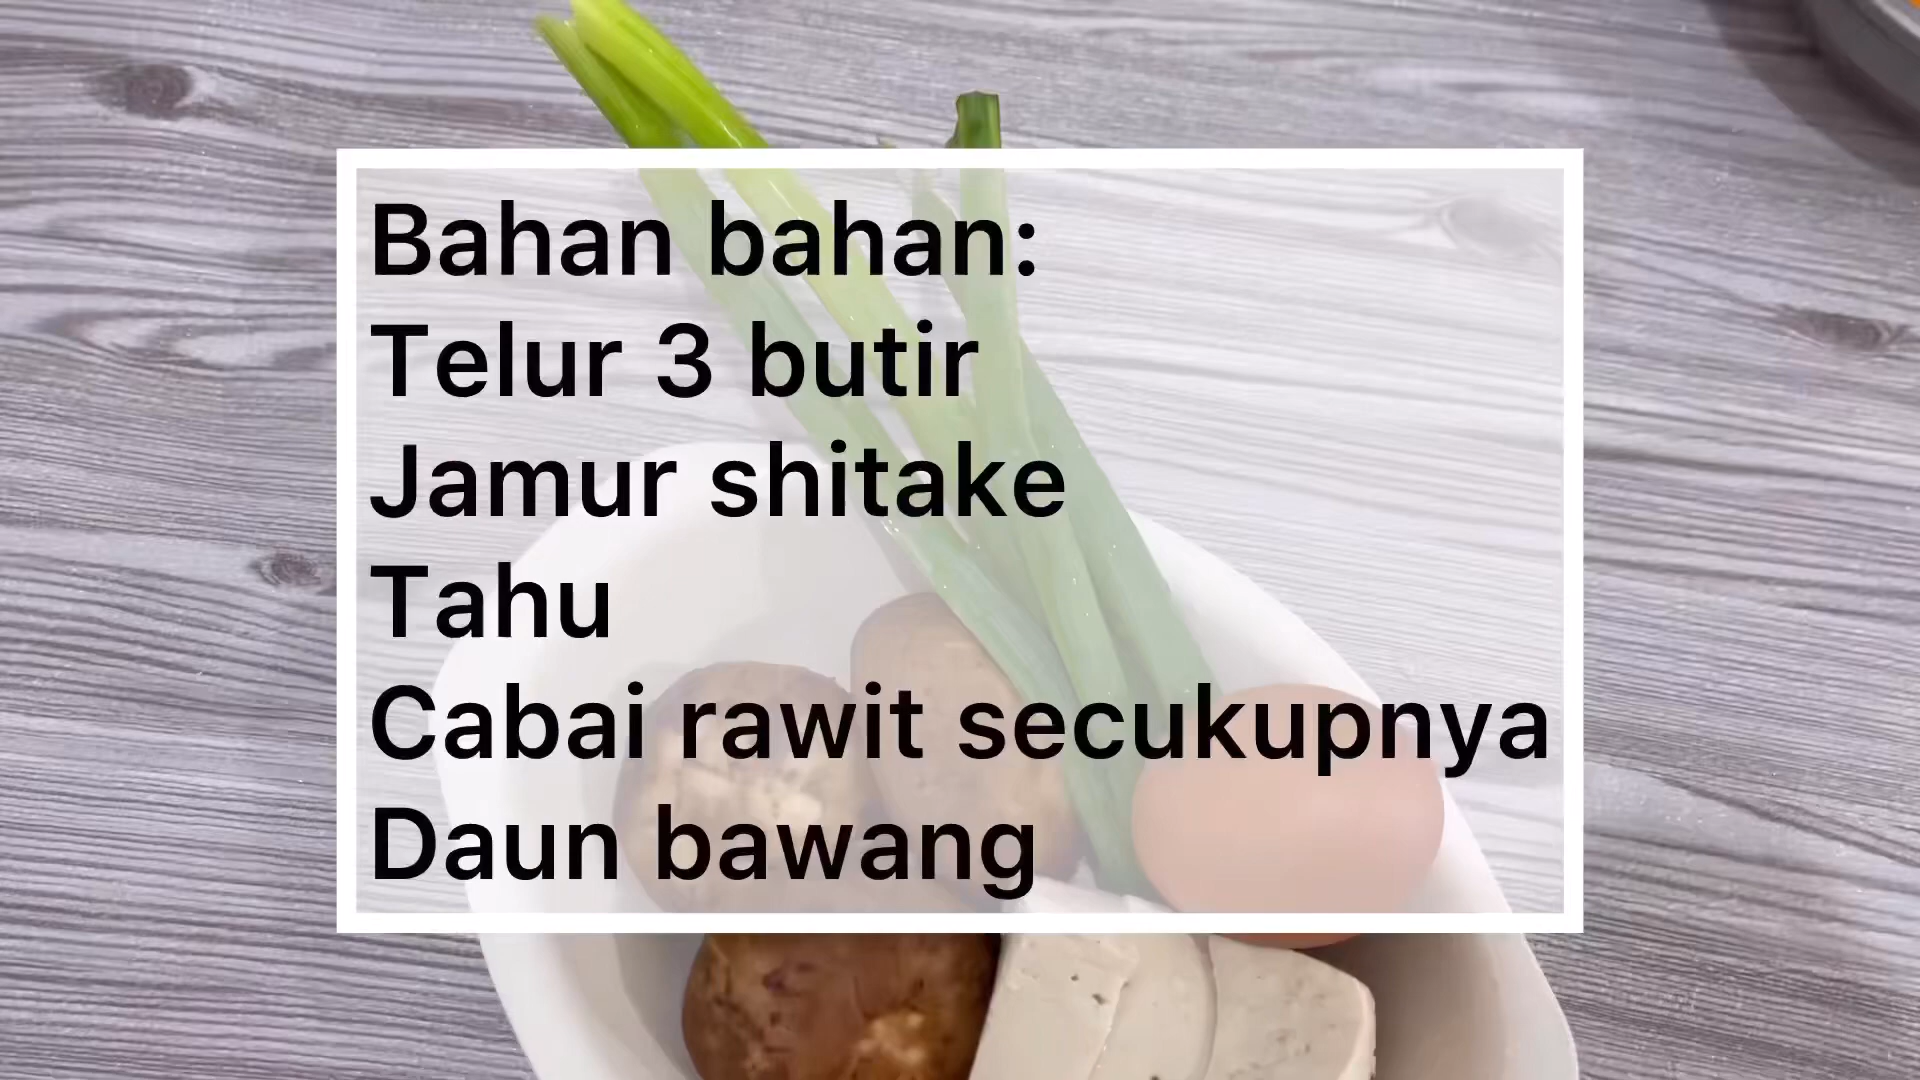 Bahan bahan:
Telur 3 butir
Jamur shitake
Tahu
Cabai rawit secukupnya
Daun bawang